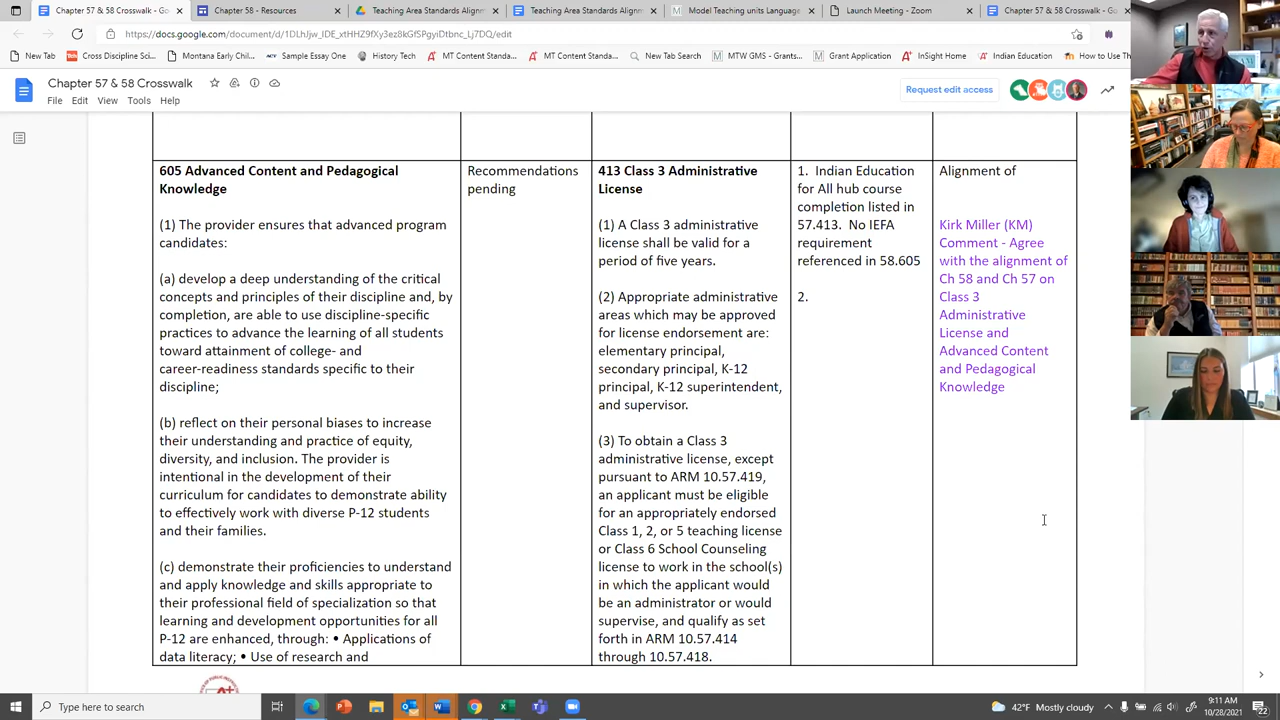 Chapter 57 & 58 Crosswalk - Go
Chapter 58 - Resources
Teaching Area Standards Alignm
Teaching Area Standards Alignm
Model Teaching units Language
Launch Meeting - Zoom
Chapter 57 & 58 Crosswalk - Go
https://docs.google.com/document/d/1DLhJjw_IDE_xtHHZ9fXy3ez8kGfSPgyiDtbnc_Lj7DQ/edit
New Tab
Cross Discipline Sci...
Montana Early Chil...
Sample Essay One
History Tech
MT Content Standa...
MT Content Standa...
New Tab Search
MTW GMS - Grants...
Grant Application
InSight Home
Indian Education
How to Use Th
Chapter 57 & 58 Crosswalk
File Edit View Tools Help
Request edit access
605 Advanced Content and Pedagogical
Knowledge
(1) The provider ensures that advanced program
candidates:
(a) develop a deep understanding of the critical
concepts and principles of their discipline and, by
completion, are able to use discipline-specific
practices to advance the learning of all students
toward attainment of college- and
career-readiness standards specific to their
discipline;
(b) reflect on their personal biases to increase
their understanding and practice of equity,
diversity, and inclusion. The provider is
intentional in the development of their
curriculum for candidates to demonstrate ability
to effectively work with diverse P-12 students
and their families.
(c) demonstrate their proficiencies to understand
and apply knowledge and skills appropriate to
their professional field of specialization so that
learning and development opportunities for all
P-12 are enhanced, through: • Applications of
data literacy; • Use of research and
Recommendations
pending
413 Class 3 Administrative
License
(1) A Class 3 administrative
license shall be valid for a
period of five years.
(2) Appropriate administrative
areas which may be approved
for license endorsement are:
elementary principal,
secondary principal, K-12
principal, K-12 superintendent,
and supervisor.
(3) To obtain a Class 3
administrative license, except
pursuant to ARM 10.57.419,
an applicant must be eligible
for an appropriately endorsed
Class 1, 2, or 5 teaching license
or Class 6 School Counseling
license to work in the school(s)
in which the applicant would
be an administrator or would
supervise, and qualify as set
forth in ARM 10.57.414
through 10.57.418.
1. Indian Education
for All hub course
completion listed in
57.413. No IEFA
requirement
referenced in 58.605
2.
Alignment of
Kirk Miller (KM)
Comment - Agree
with the alignment of
Ch 58 and Ch 57 on
Class 3
Administrative
License and
Advanced Content
and Pedagogical
Knowledge
Type here to search
42°F Mostly cloudy
9:11 AM
10/28/2021
22